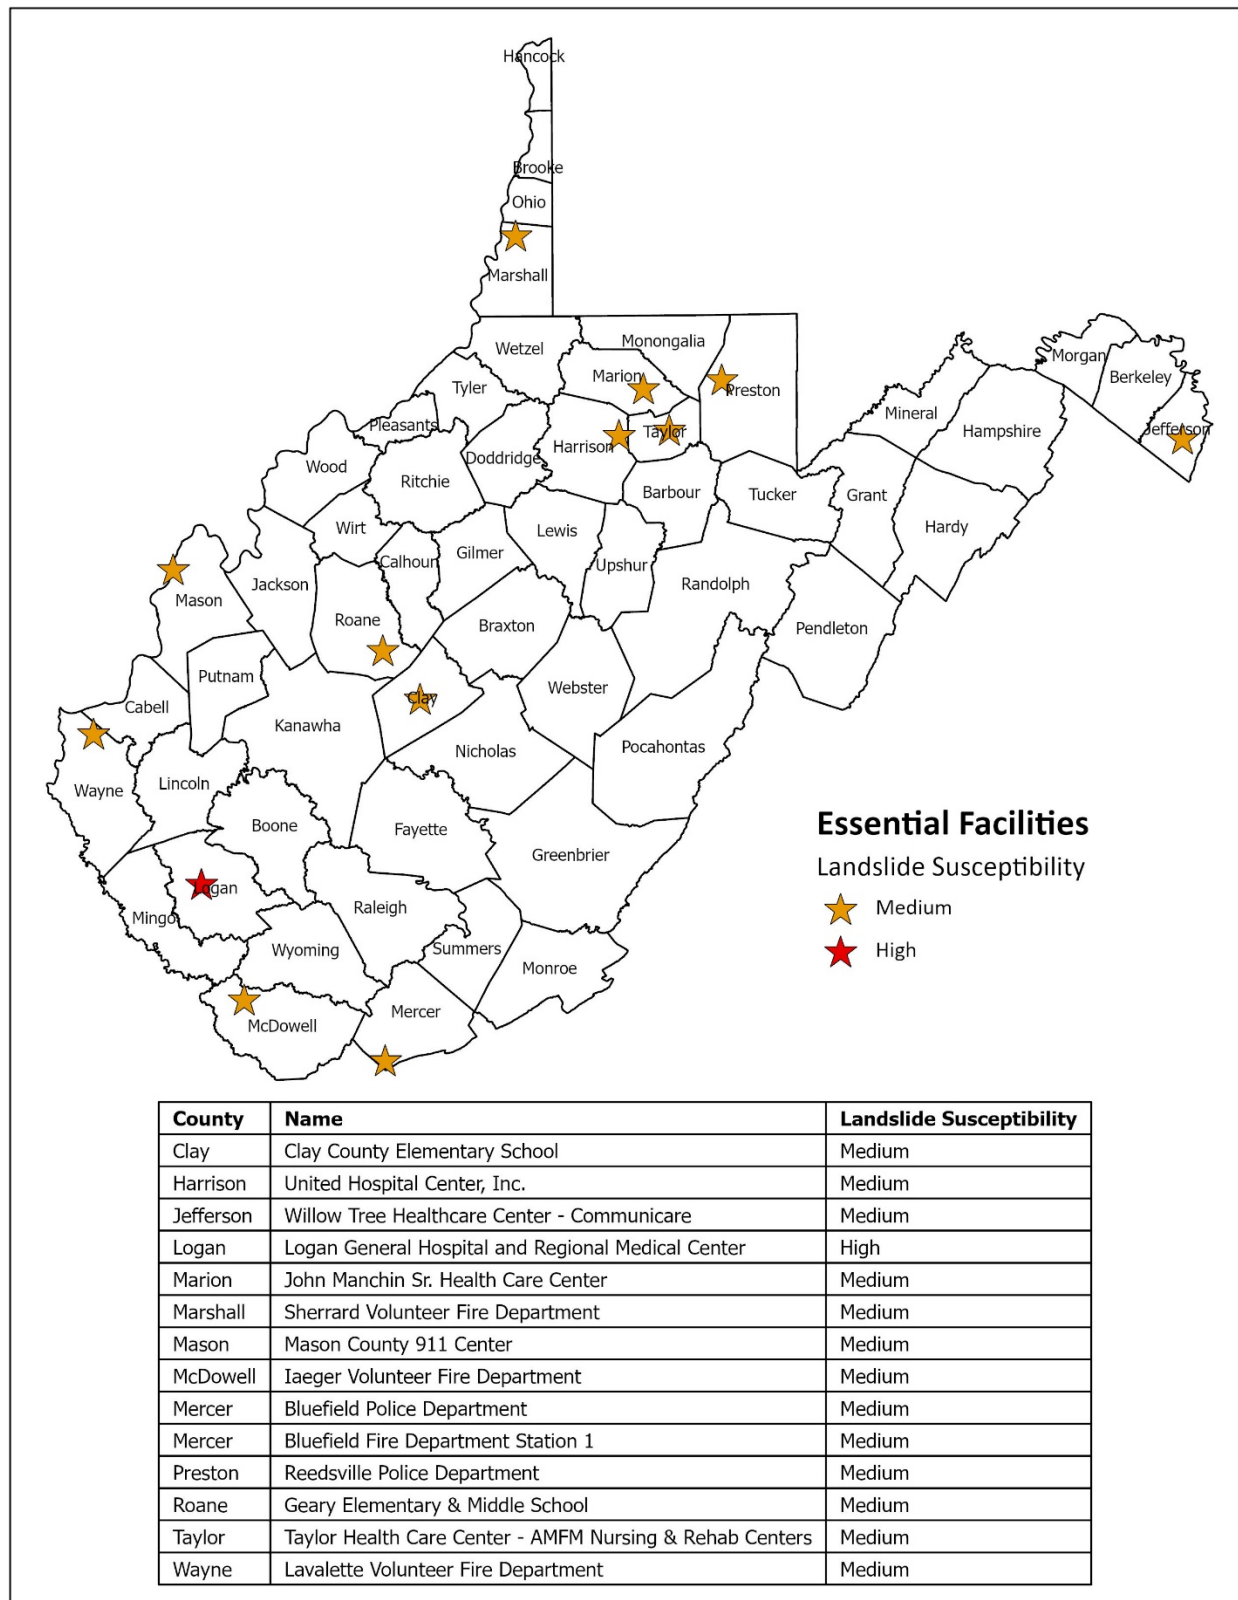 Hancock
Brooke
Ohio
Marshall
Wetzel
Monongalia
Marion
Preston
Tyler
Pleasants
Doddridge
Harrison
Taylor
Morgan
Berkeley
Jefferson
Mineral
Hampshire
Wood
Ritchie
Barbour
Tucker
Grant
Hardy
Wirt
Calhoun
Gilmer
Lewis
Upshur
Randolph
Mason
Jackson
Roane
Braxton
Pendleton
Putnam
Cabell
Kanawha
Clay
Webster
Nicholas
Pocahontas
Wayne
Lincoln
Boone
Fayette
Greenbrier
Logan
Mingo
Raleigh
Wyoming
Summers
Monroe
McDowell
Mercer
Essential Facilities
Landslide Susceptibility
Medium
High
County Name Landslide Susceptibility
Clay Clay County Elementary School Medium
Harrison United Hospital Center, Inc. Medium
Jefferson Willow Tree Healthcare Center - Communicare Medium
Logan Logan General Hospital and Regional Medical Center High
Marion John Manchin Sr. Health Care Center Medium
Marshall Sherrard Volunteer Fire Department Medium
Mason Mason County 911 Center Medium
McDowell Iaeger Volunteer Fire Department Medium
Mercer Bluefield Police Department Medium
Mercer Bluefield Fire Department Station 1 Medium
Preston Reedsville Police Department Medium
Roane Geary Elementary & Middle School Medium
Taylor Taylor Health Care Center - AMFM Nursing & Rehab Centers Medium
Wayne Lavalette Volunteer Fire Department Medium